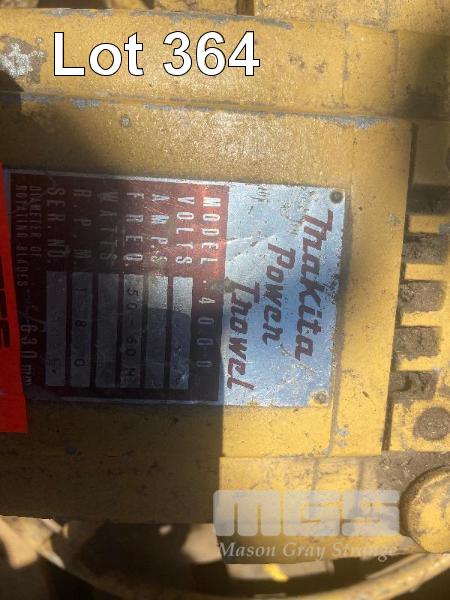 Lot 364
Makita
Power
Trowel
MODEL 4000
VOLTS
AMPS
FREQ. 50-60
WATTS
R.P.M. 180
SER. NO.
DIAMETER OF
ROTATING BLADES 630mm
MGS
Mason Gray Strange